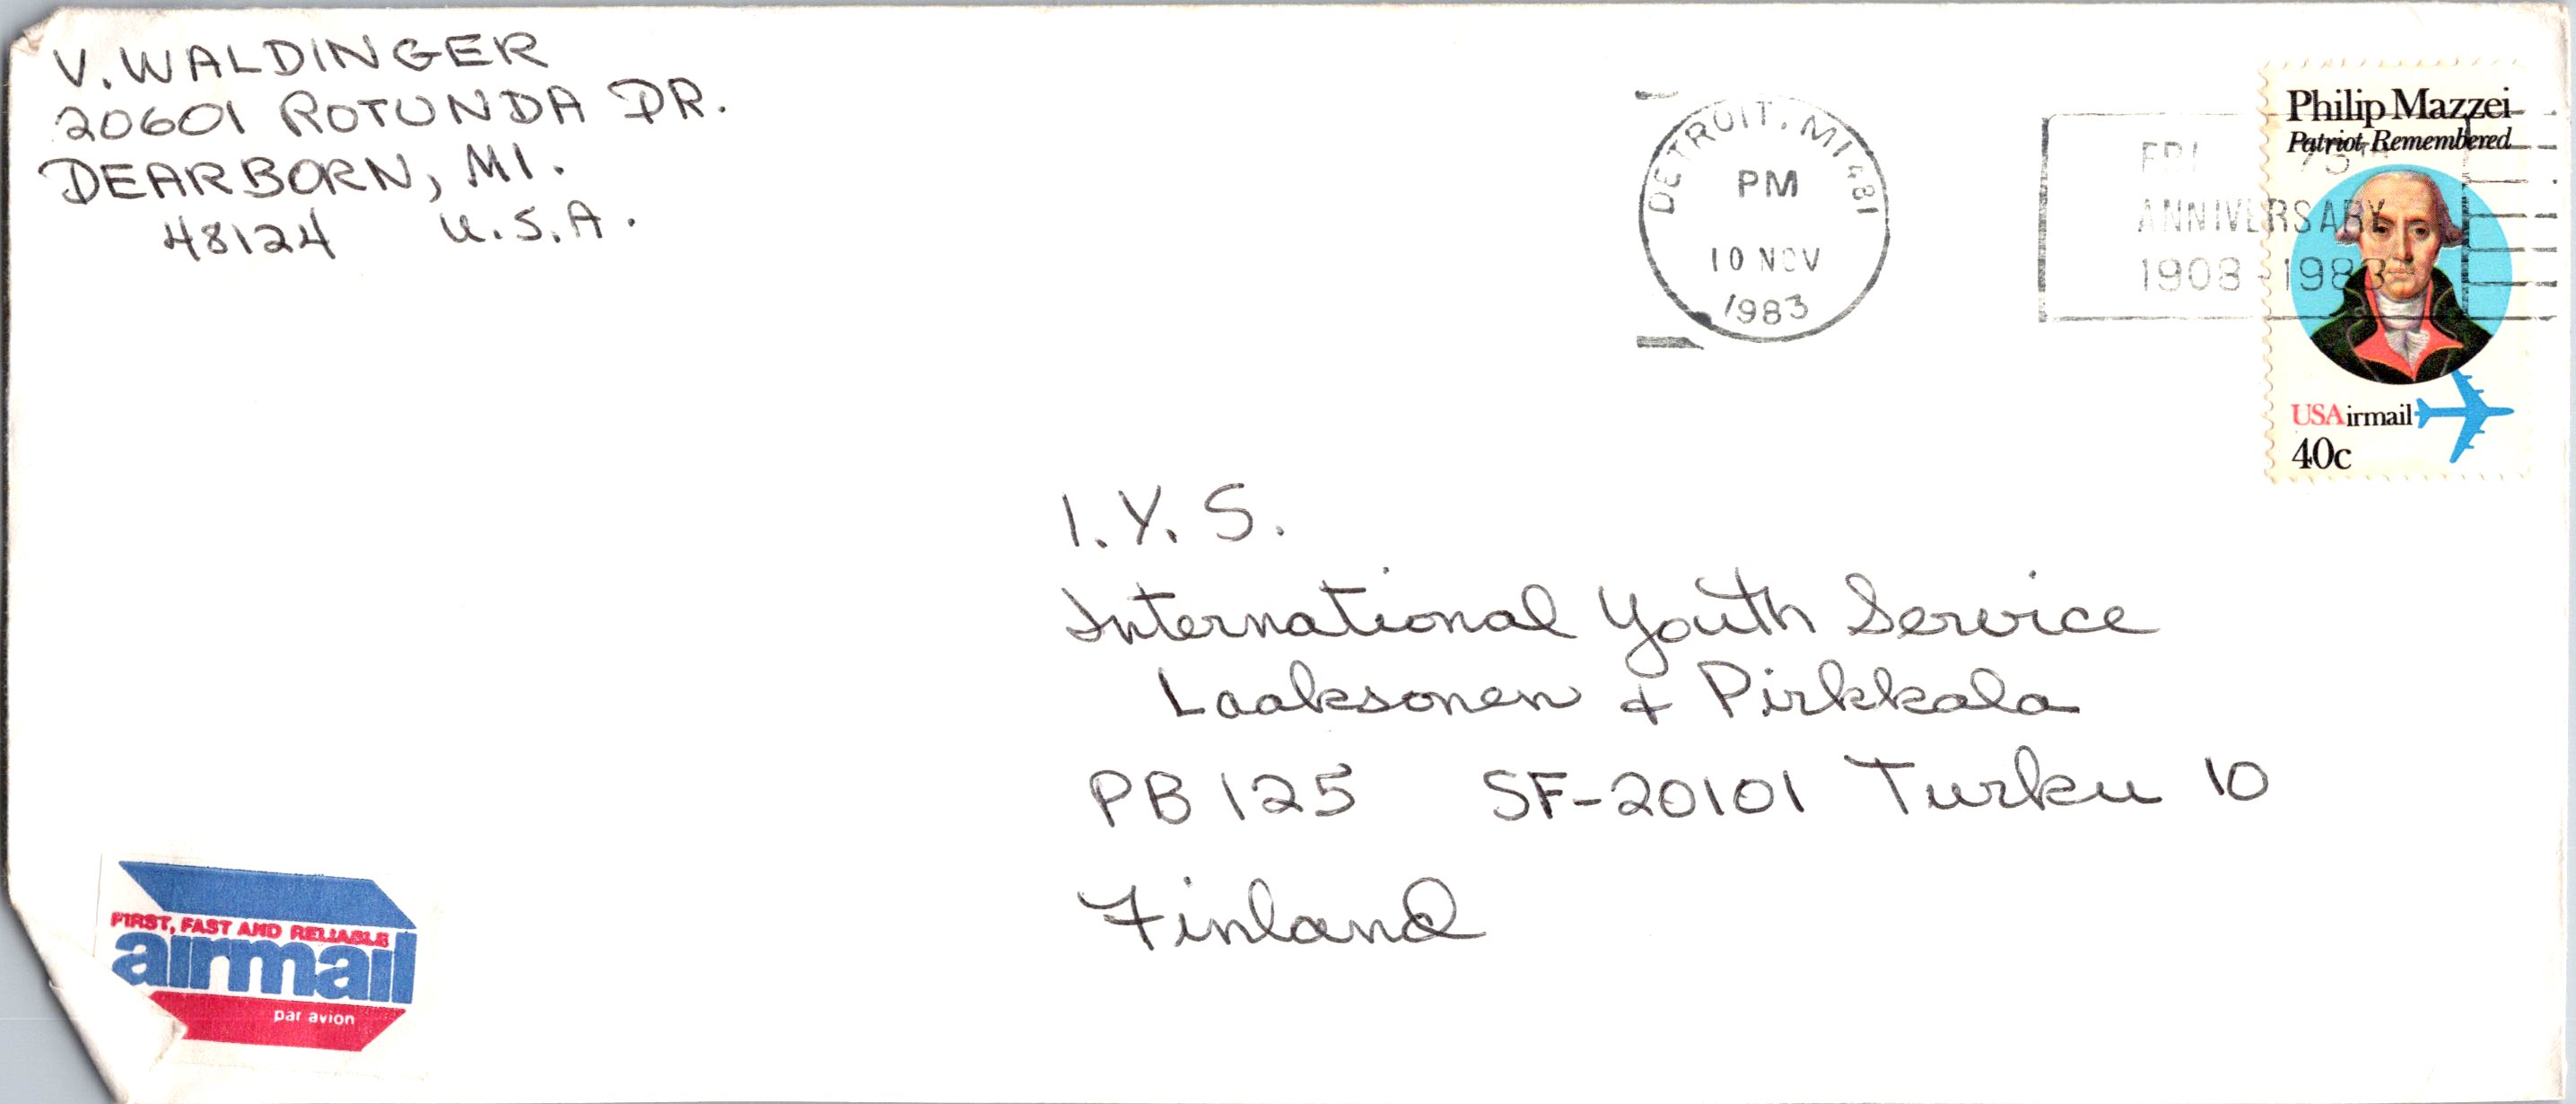 V. WALDINGER
20601 ROTUNDA DR.
DEARBORN, MI.
48124 U.S.A.
DETROIT, MI 481
PM
10 NOV
1983
FBI 75TH
ANNIVERSARY
1908-1983
Philip Mazzei
Patriot Remembered
USAirmail
40c
I.Y.S.
International Youth Service
Laaksonen + Pirkkala
PB 125 SF-20101 Turku 10
Finland
FIRST, FAST AND RELIABLE
airmail
par avion